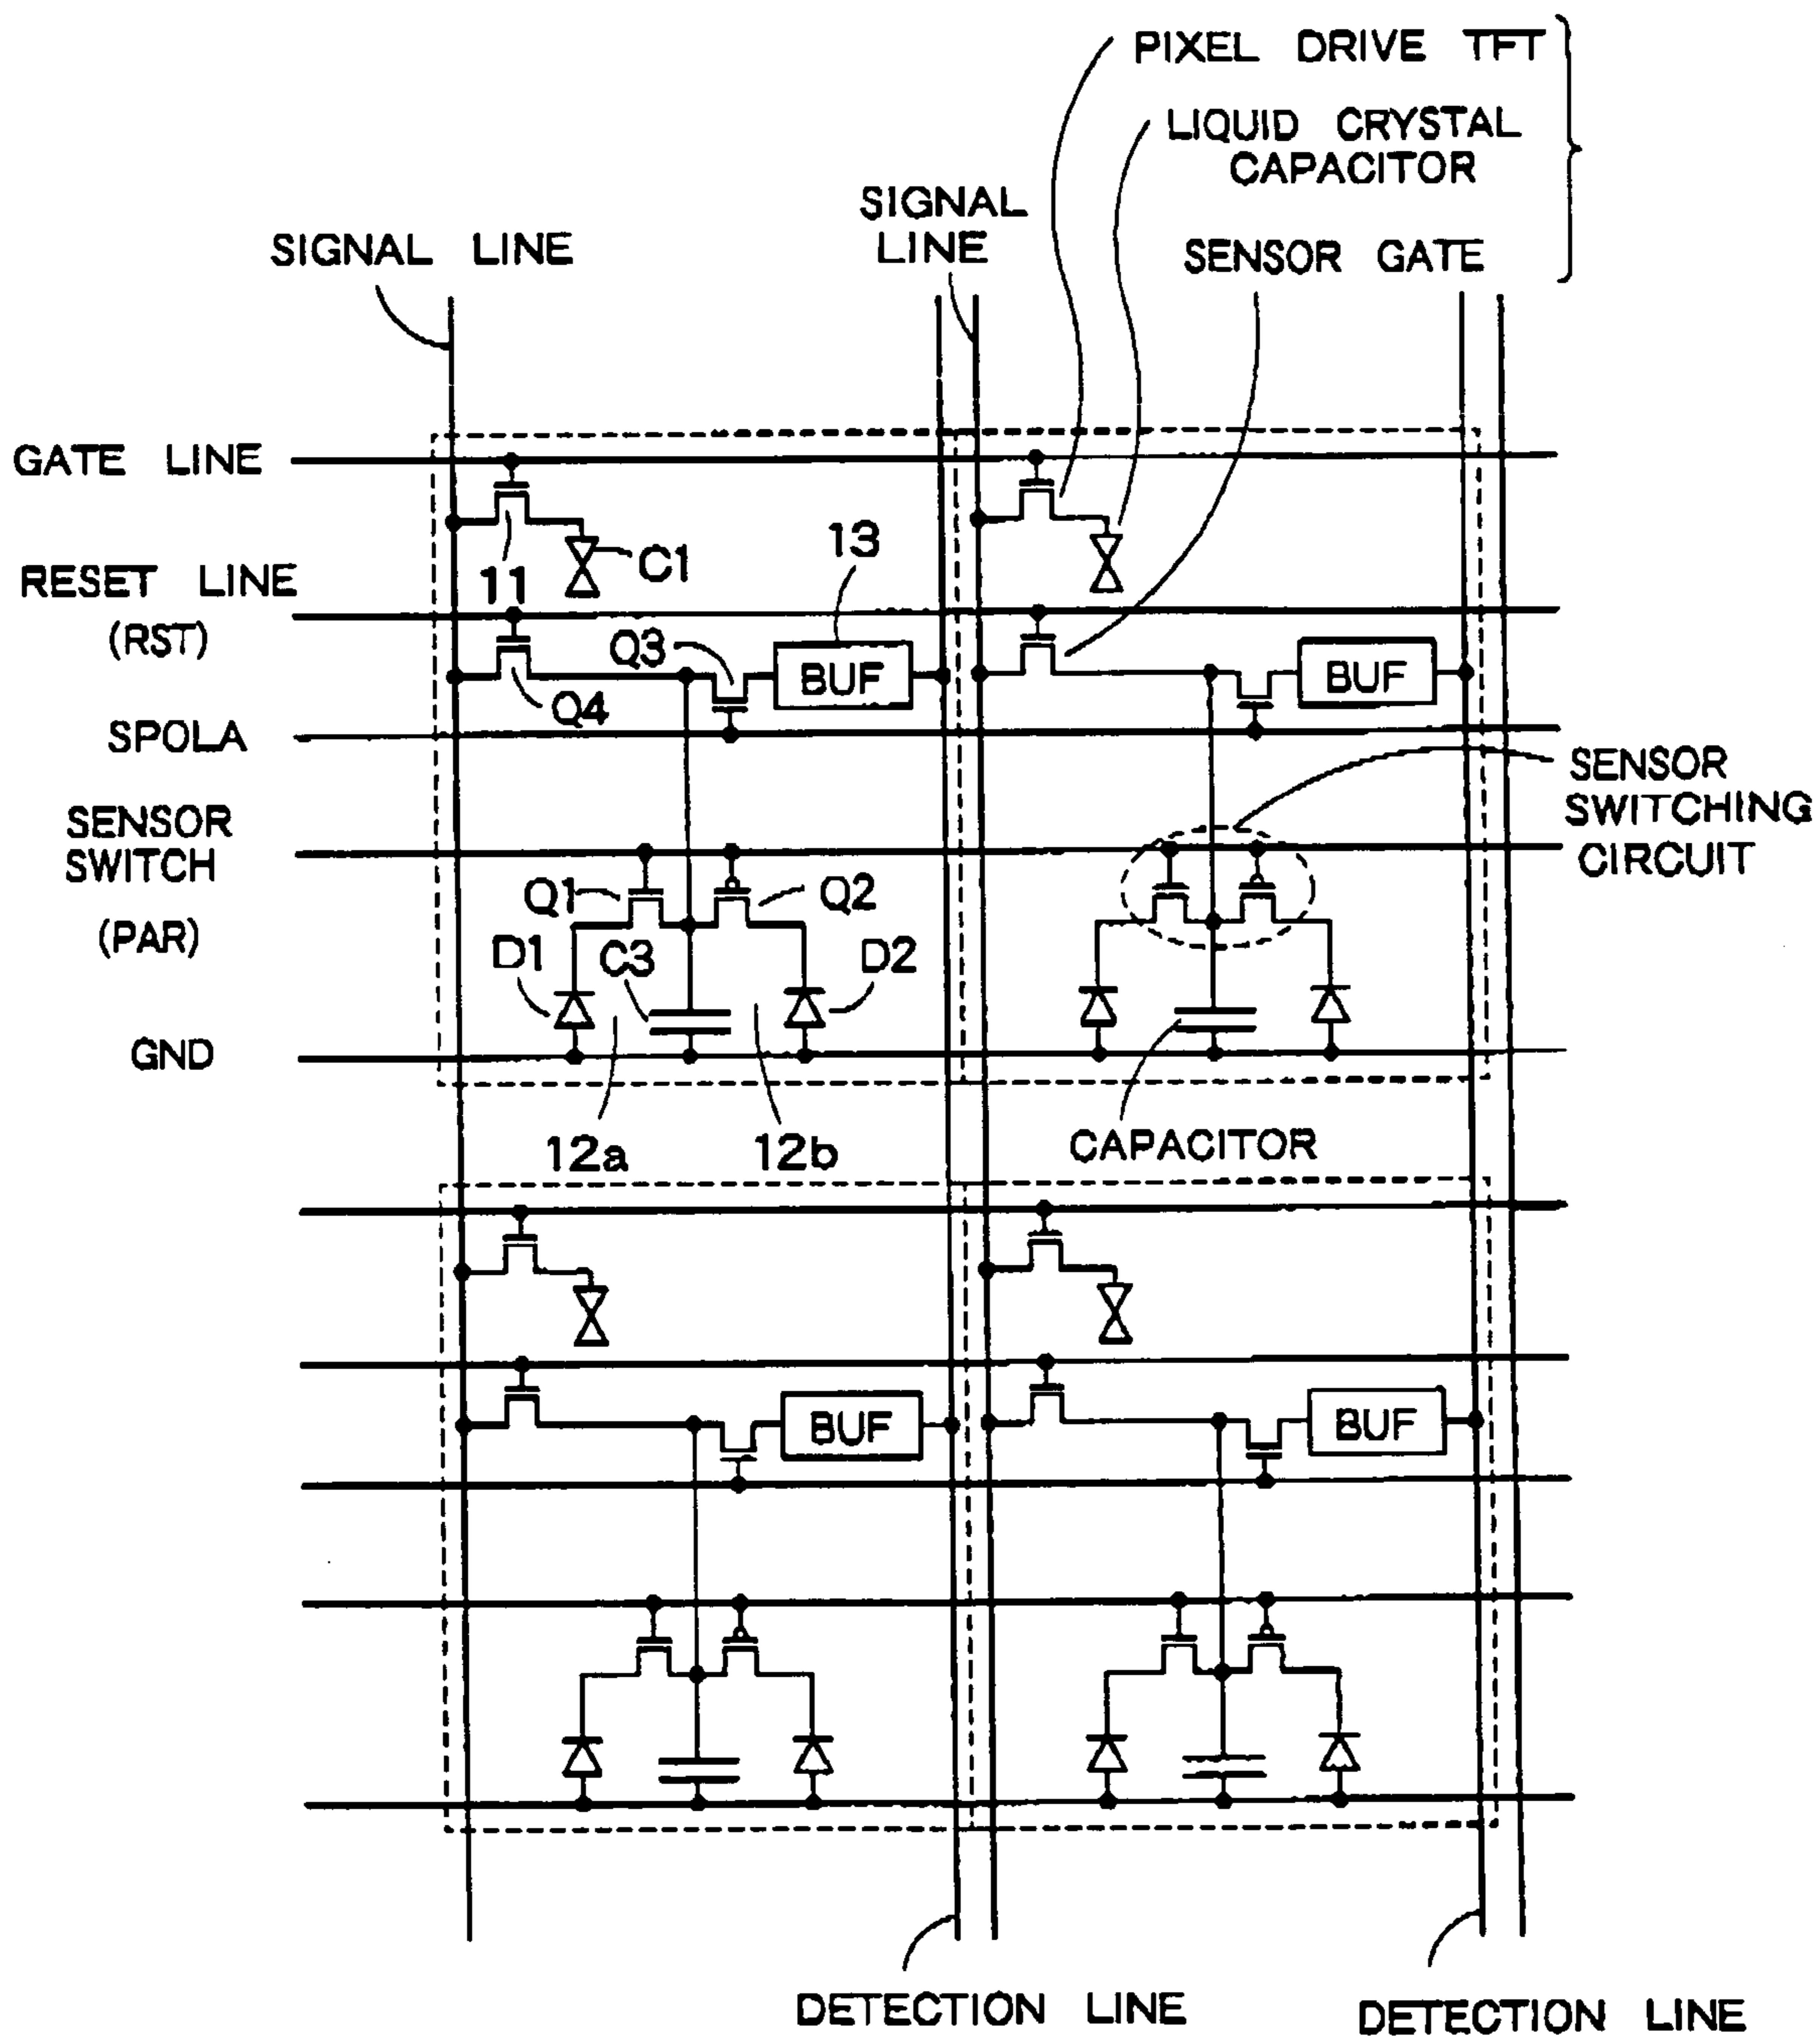 PIXEL DRIVE TFT
LIQUID CRYSTAL
CAPACITOR
SIGNAL
LINE
SIGNAL LINE
SENSOR GATE
GATE LINE
C1
13
RESET LINE
11
(RST)
Q3
BUF
BUF
Q4
SPOLA
SENSOR
SWITCHING
CIRCUIT
SENSOR
SWITCH
Q1
Q2
(PAR)
D1
C3
D2
GND
12a
12b
CAPACITOR
BUF
BUF
DETECTION LINE
DETECTION LINE